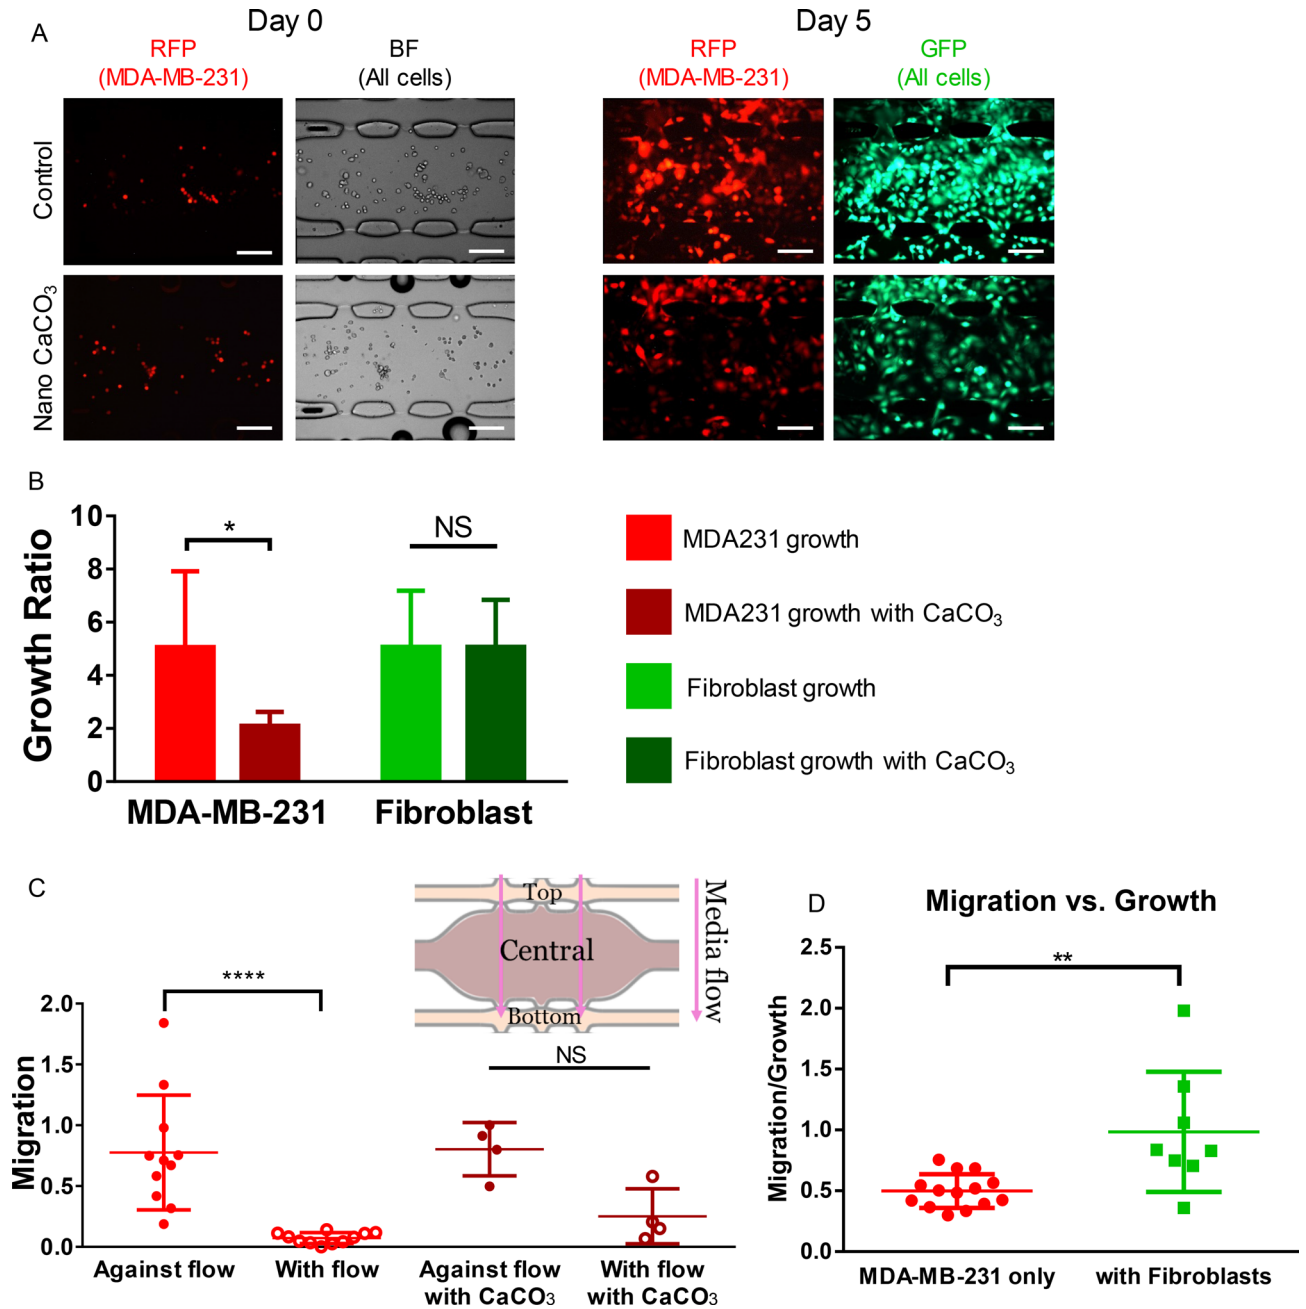 A
Day 0
Day 5
RFP
(MDA-MB-231)
BF
(All cells)
RFP
(MDA-MB-231)
GFP
(All cells)
Control
Nano CaCO₃
B
Growth Ratio
10
8
6
4
2
0
*
NS
MDA-MB-231
Fibroblast
MDA231 growth
MDA231 growth with CaCO₃
Fibroblast growth
Fibroblast growth with CaCO₃
C
Top
Central
Bottom
Media flow
Migration
2.0
1.5
1.0
0.5
0.0
****
NS
Against flow
With flow
Against flow
with CaCO₃
With flow
with CaCO₃
D
Migration vs. Growth
Migration/Growth
2.5
2.0
1.5
1.0
0.5
0.0
**
MDA-MB-231 only
with Fibroblasts